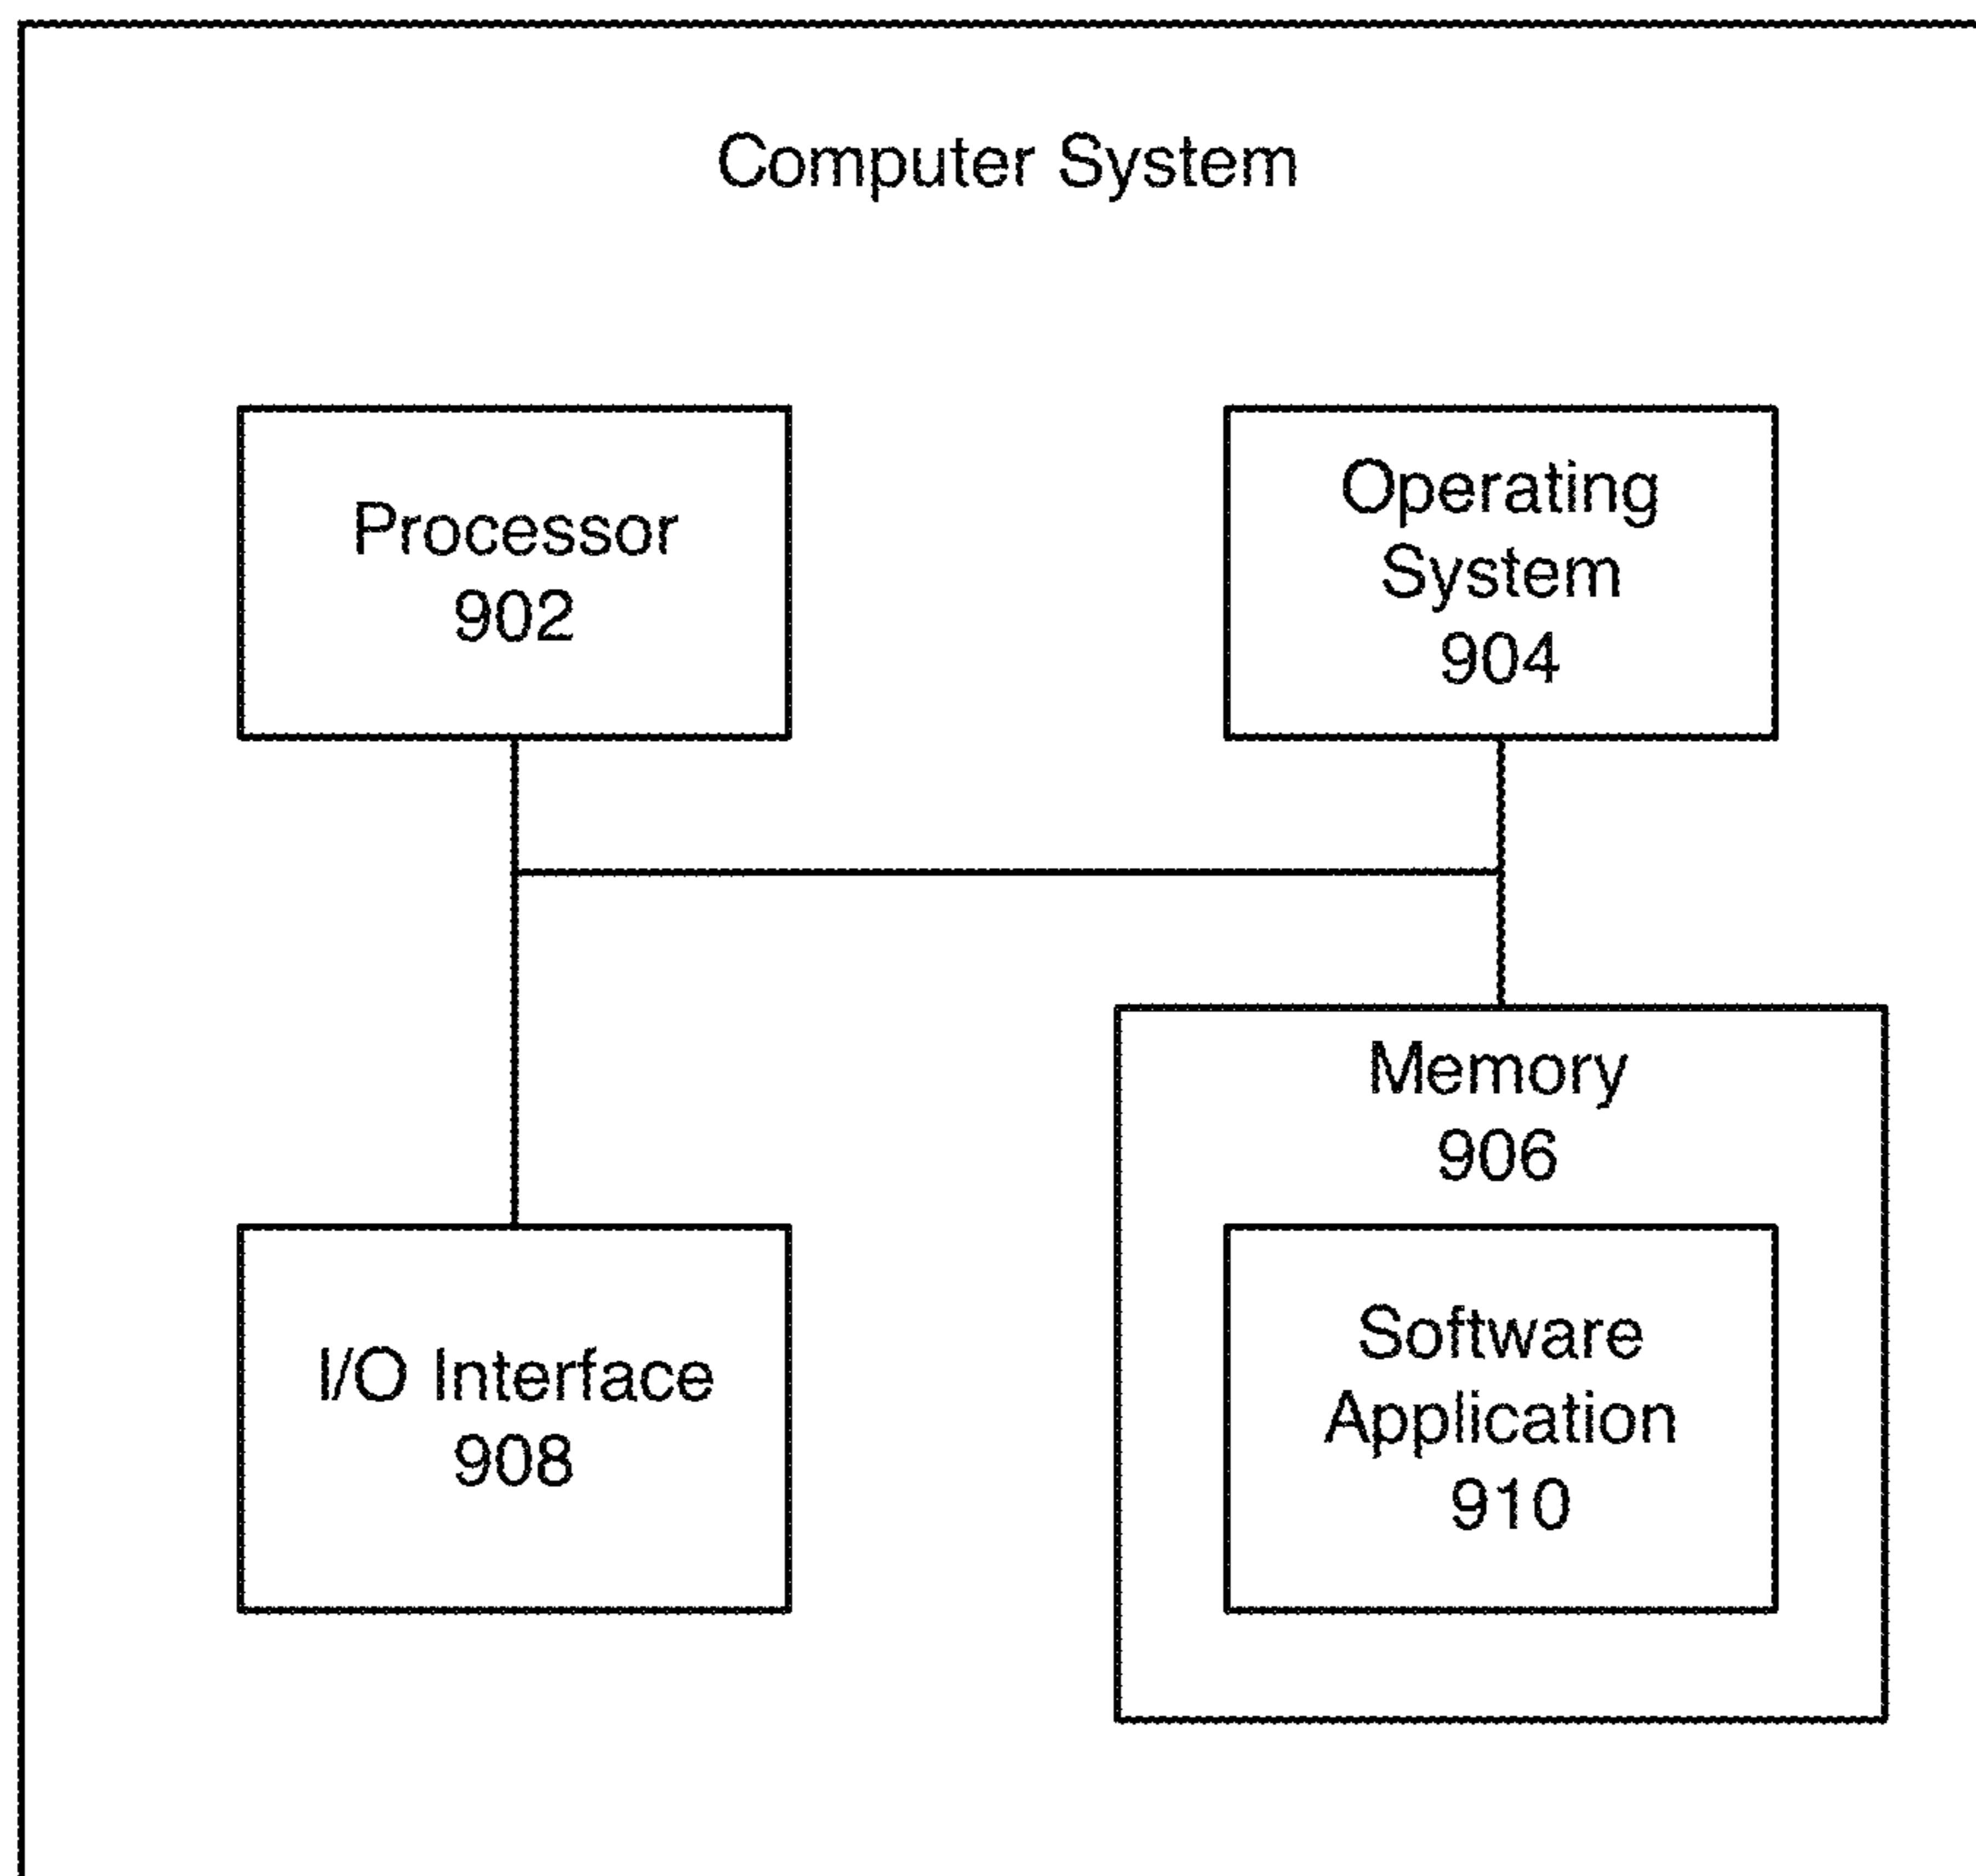 Computer System
Processor
902
Operating
System
904
Memory
906
I/O Interface
908
Software
Application
910